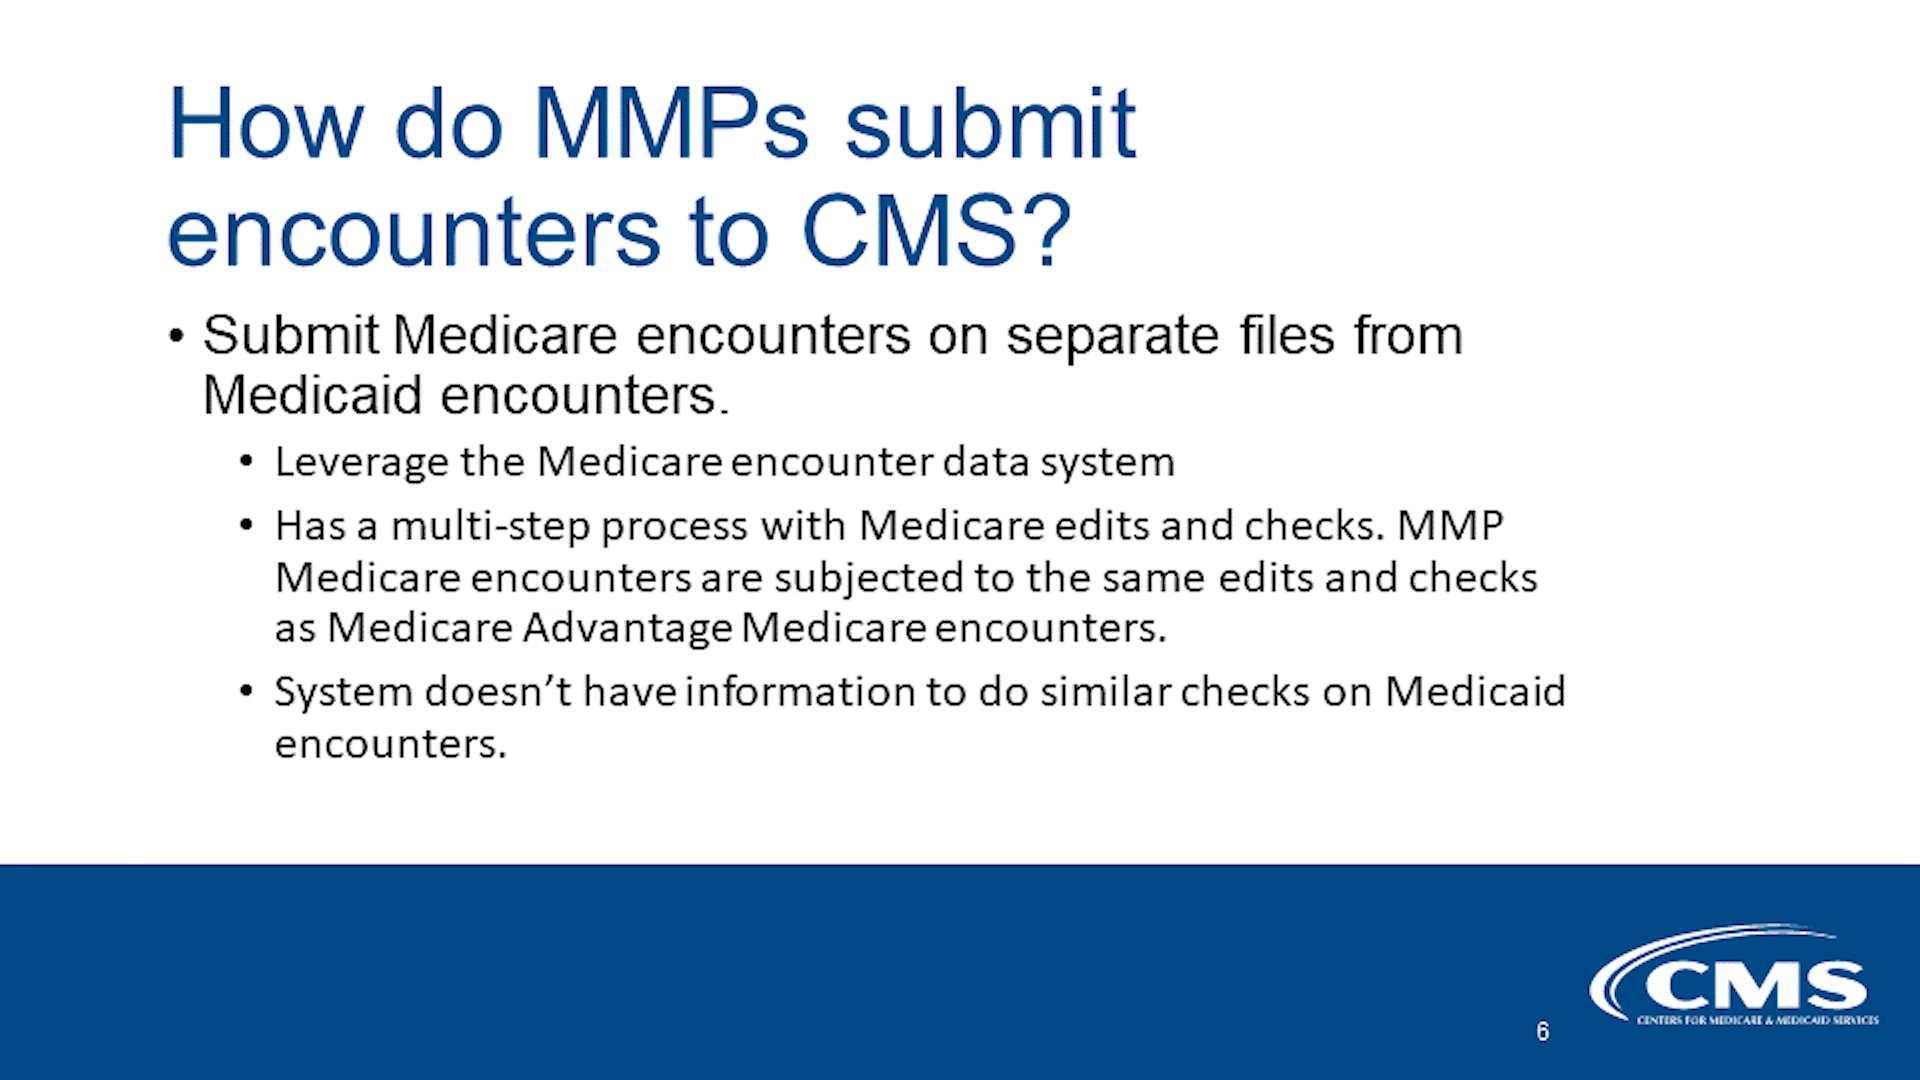 How do MMPs submit
encounters to CMS?
• Submit Medicare encounters on separate files from
Medicaid encounters.
• Leverage the Medicare encounter data system
• Has a multi-step process with Medicare edits and checks. MMP
Medicare encounters are subjected to the same edits and checks
as Medicare Advantage Medicare encounters.
• System doesn’t have information to do similar checks on Medicaid
encounters.
CMS
CENTERS FOR MEDICARE & MEDICAID SERVICES
6